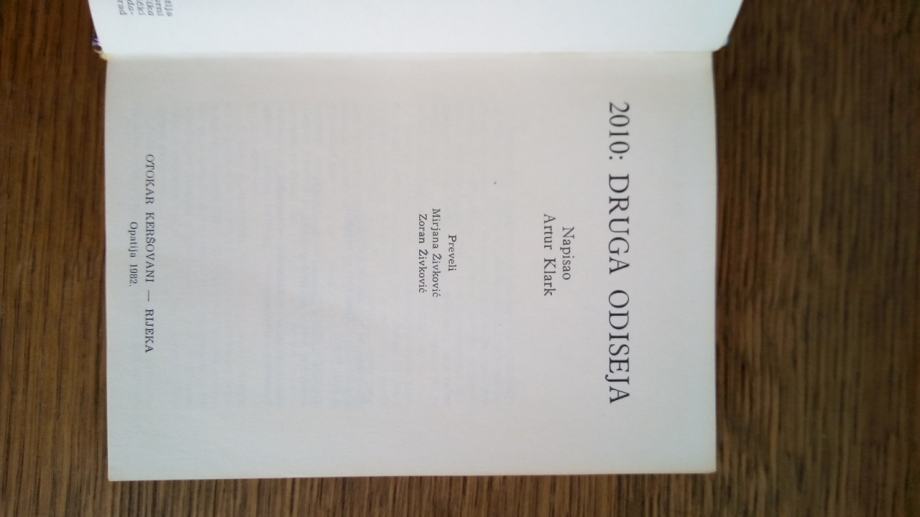 2010: DRUGA ODISEJA
Napisao
Artur Klark
Preveli
Mirjana Živković
Zoran Živković
OTOKAR KERŠOVANI — RIJEKA
Opatija 1982.